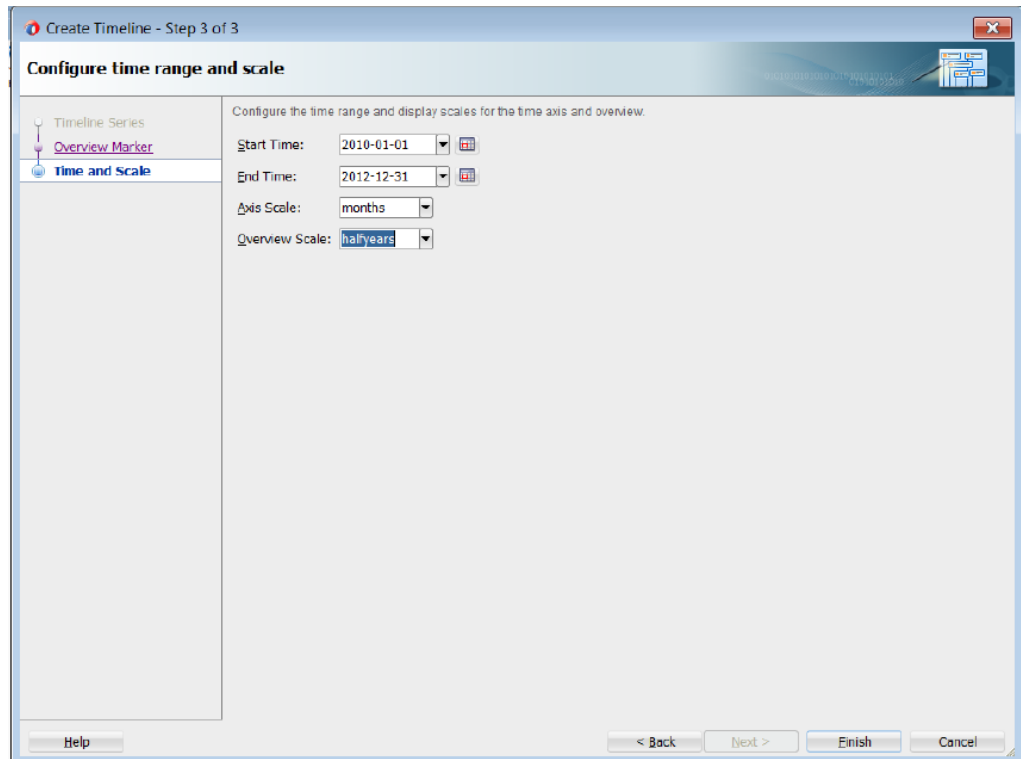 Create Timeline - Step 3 of 3
Configure time range and scale
Timeline Series
Overview Marker
Time and Scale
Configure the time range and display scales for the time axis and overview.
Start Time: 2010-01-01
End Time: 2012-12-31
Axis Scale: months
Overview Scale: halfyears
Help < Back Next > Finish Cancel